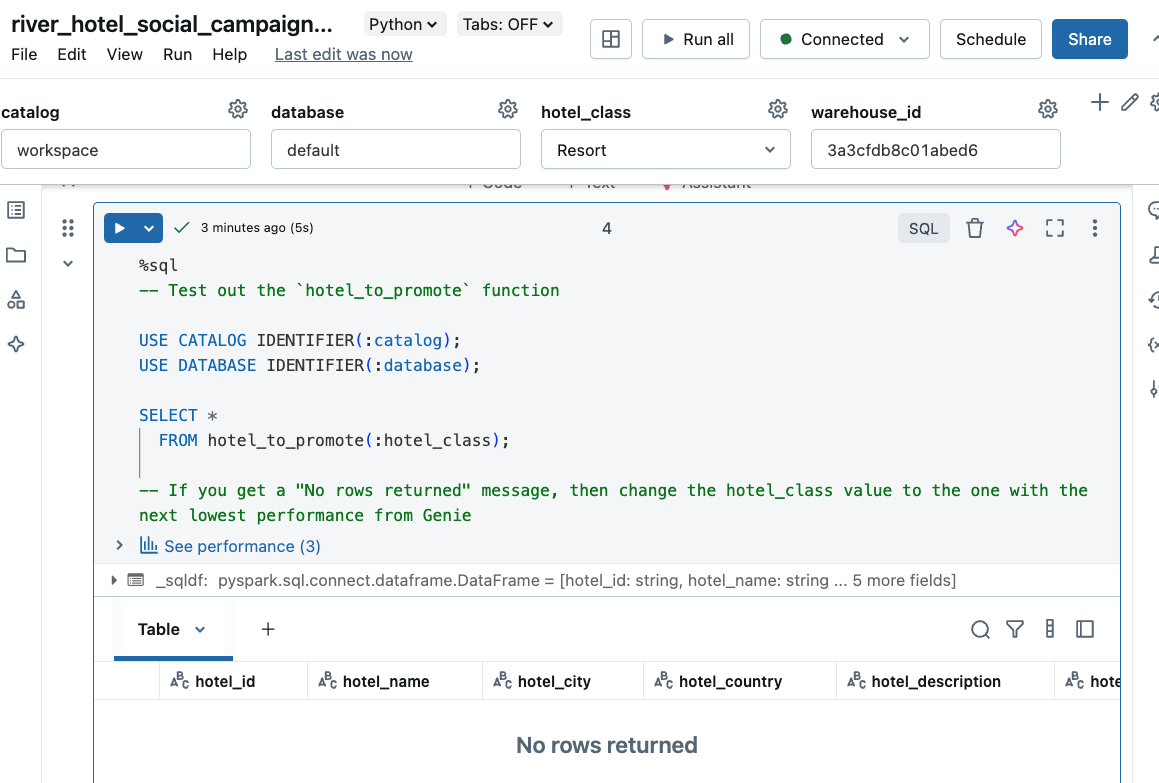 river_hotel_social_campaign...
Python
Tabs: OFF
File Edit View Run Help Last edit was now
Run all
Connected
Schedule
Share
catalog
database
hotel_class
warehouse_id
workspace
default
Resort
3a3cfdb8c01abed6
Code
Text
Assistant
3 minutes ago (5s)
4
SQL
%sql
-- Test out the `hotel_to_promote` function
USE CATALOG IDENTIFIER(:catalog);
USE DATABASE IDENTIFIER(:database);
SELECT *
FROM hotel_to_promote(:hotel_class);
-- If you get a "No rows returned" message, then change the hotel_class value to the one with the
next lowest performance from Genie
See performance (3)
_sqldf: pyspark.sql.connect.dataframe.DataFrame = [hotel_id: string, hotel_name: string ... 5 more fields]
Table
hotel_id
hotel_name
hotel_city
hotel_country
hotel_description
hote
No rows returned